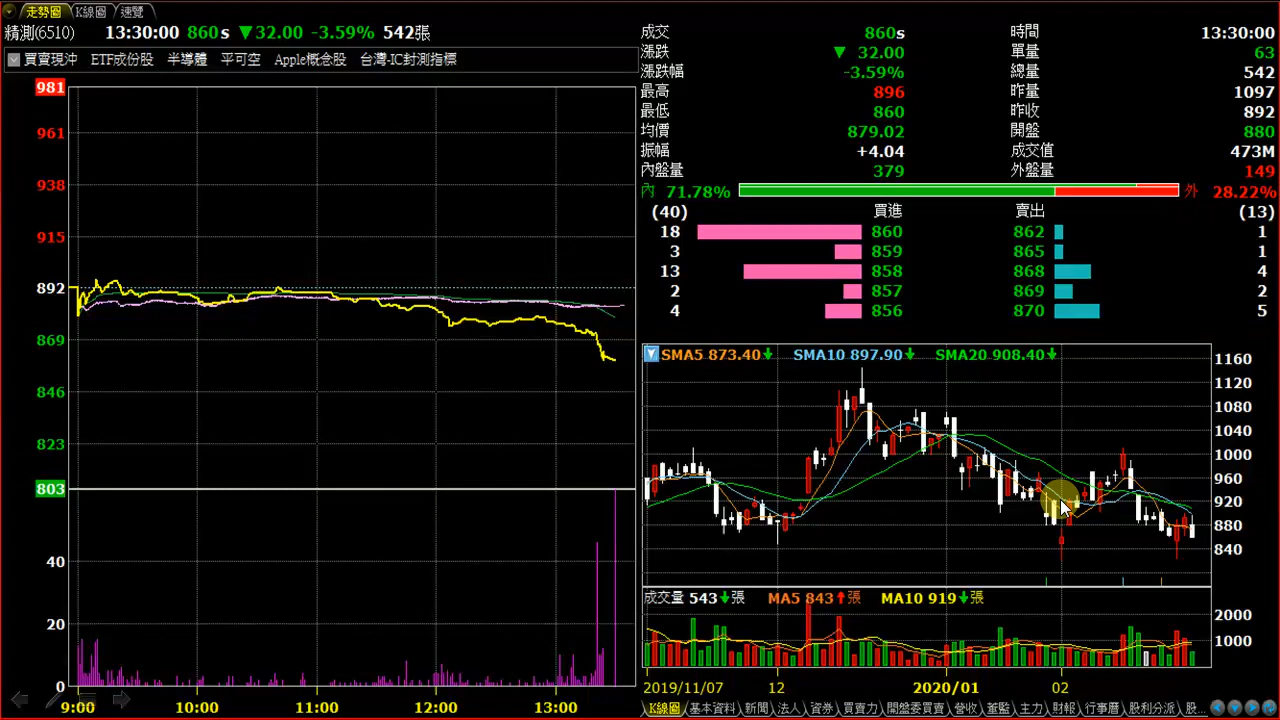 走勢圖 K線圖 速覽
精測(6510) 13:30:00 860s ▼32.00 -3.59% 542張
買賣現沖 ETF成份股 半導體 平可空 Apple概念股 台灣-IC封測指標
981
961
938
915
892
869
846
823
803
40
20
0
9:00 10:00 11:00 12:00 13:00
成交 860s 時間 13:30:00
漲跌 ▼ 32.00 單量 63
漲跌幅 -3.59% 總量 542
最高 896 昨量 1097
最低 860 昨收 892
均價 879.02 開盤 880
振幅 +4.04 成交值 473M
內盤量 379 外盤量 149
內 71.78% 外 28.22%
(40) 買進 賣出 (13)
18 860 862 1
3 859 865 1
13 858 868 4
2 857 869 2
4 856 870 5
SMA5 873.40↓ SMA10 897.90↓ SMA20 908.40↓
1160
1120
1080
1040
1000
960
920
880
840
成交量 543↓張 MA5 843↑張 MA10 919↓張
2000
1000
2019/11/07 12 2020/01 02
K線圖 基本資料 新聞 法人 資券 買賣力 開盤委買賣 營收 董監 主力 財報 行事曆 股利分派 股...